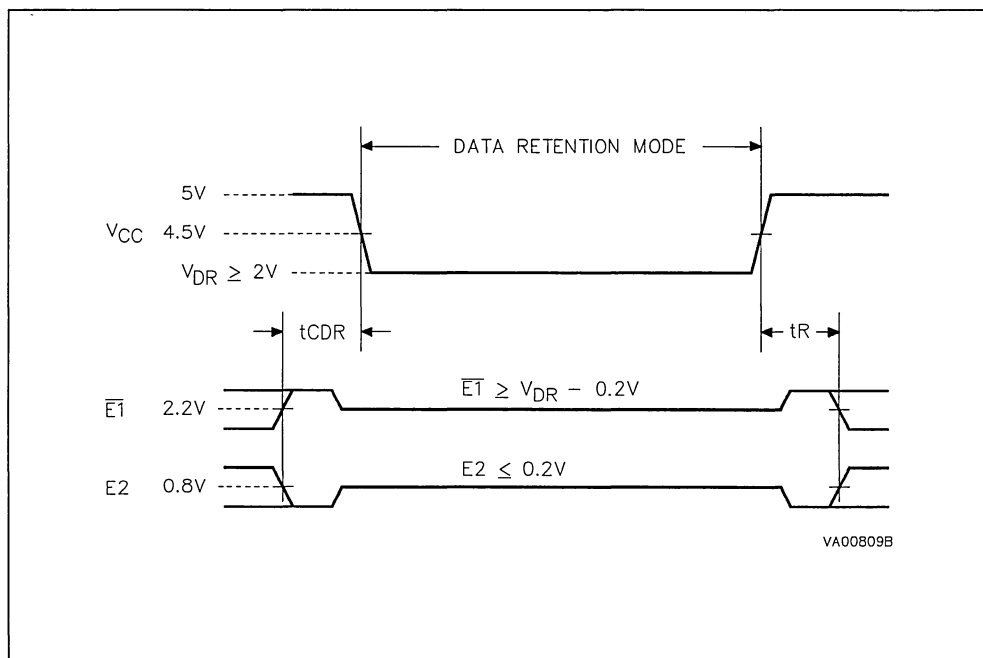 DATA RETENTION MODE
5V
VCC 4.5V
VDR ≥ 2V
tCDR
tR
E1̅ 2.2V
E1̅ ≥ VDR − 0.2V
E2 0.8V
E2 ≤ 0.2V
VA00809B